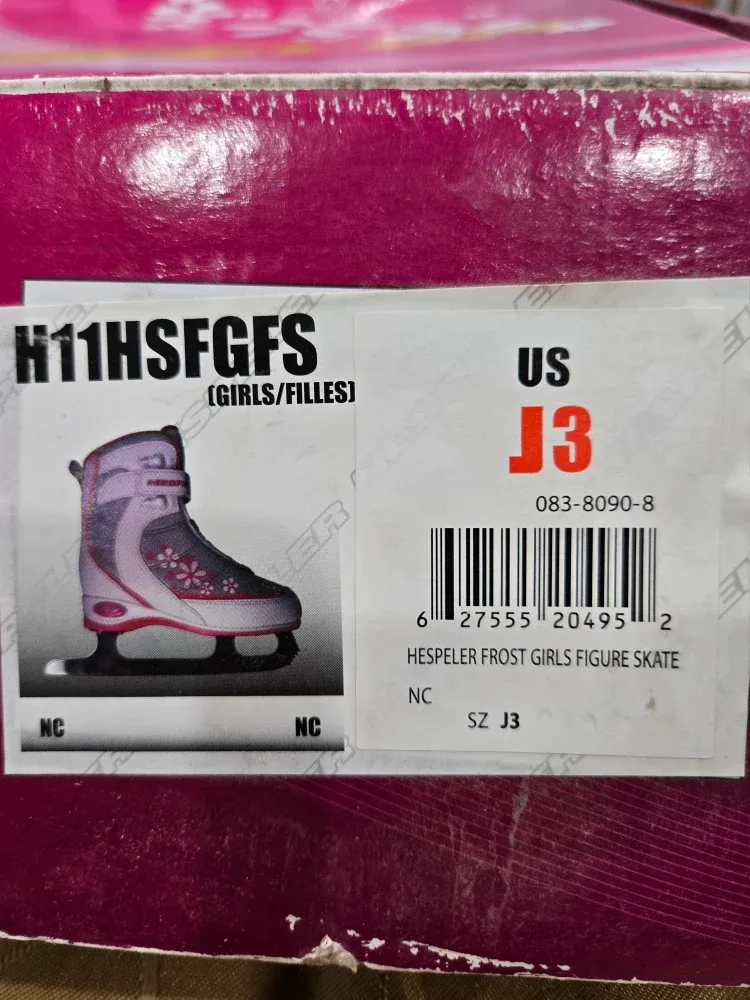 H11HSFGFS
(GIRLS/FILLES)
NC NC
US
J3
083-8090-8
6 27555 20495 2
HESPELER FROST GIRLS FIGURE SKATE
NC
SZ J3